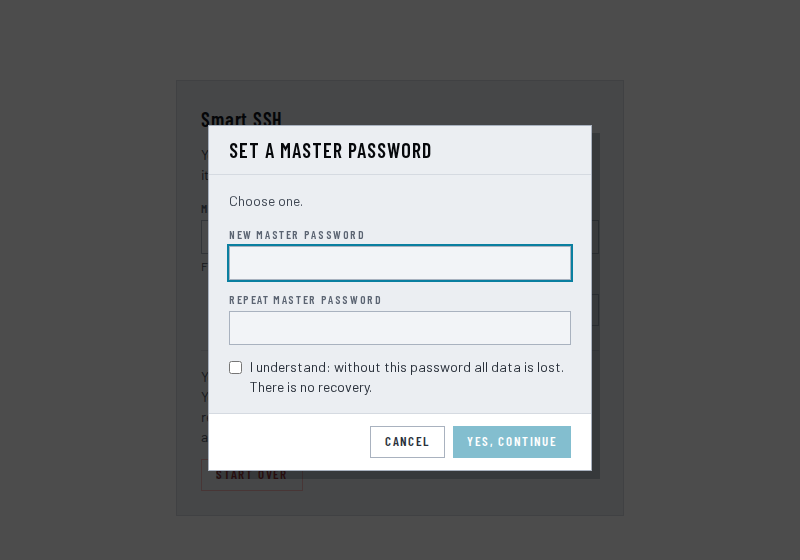 Smart SSH
SET A MASTER PASSWORD
Choose one.
NEW MASTER PASSWORD
REPEAT MASTER PASSWORD
I understand: without this password all data is lost.
There is no recovery.
CANCEL
YES, CONTINUE
START OVER